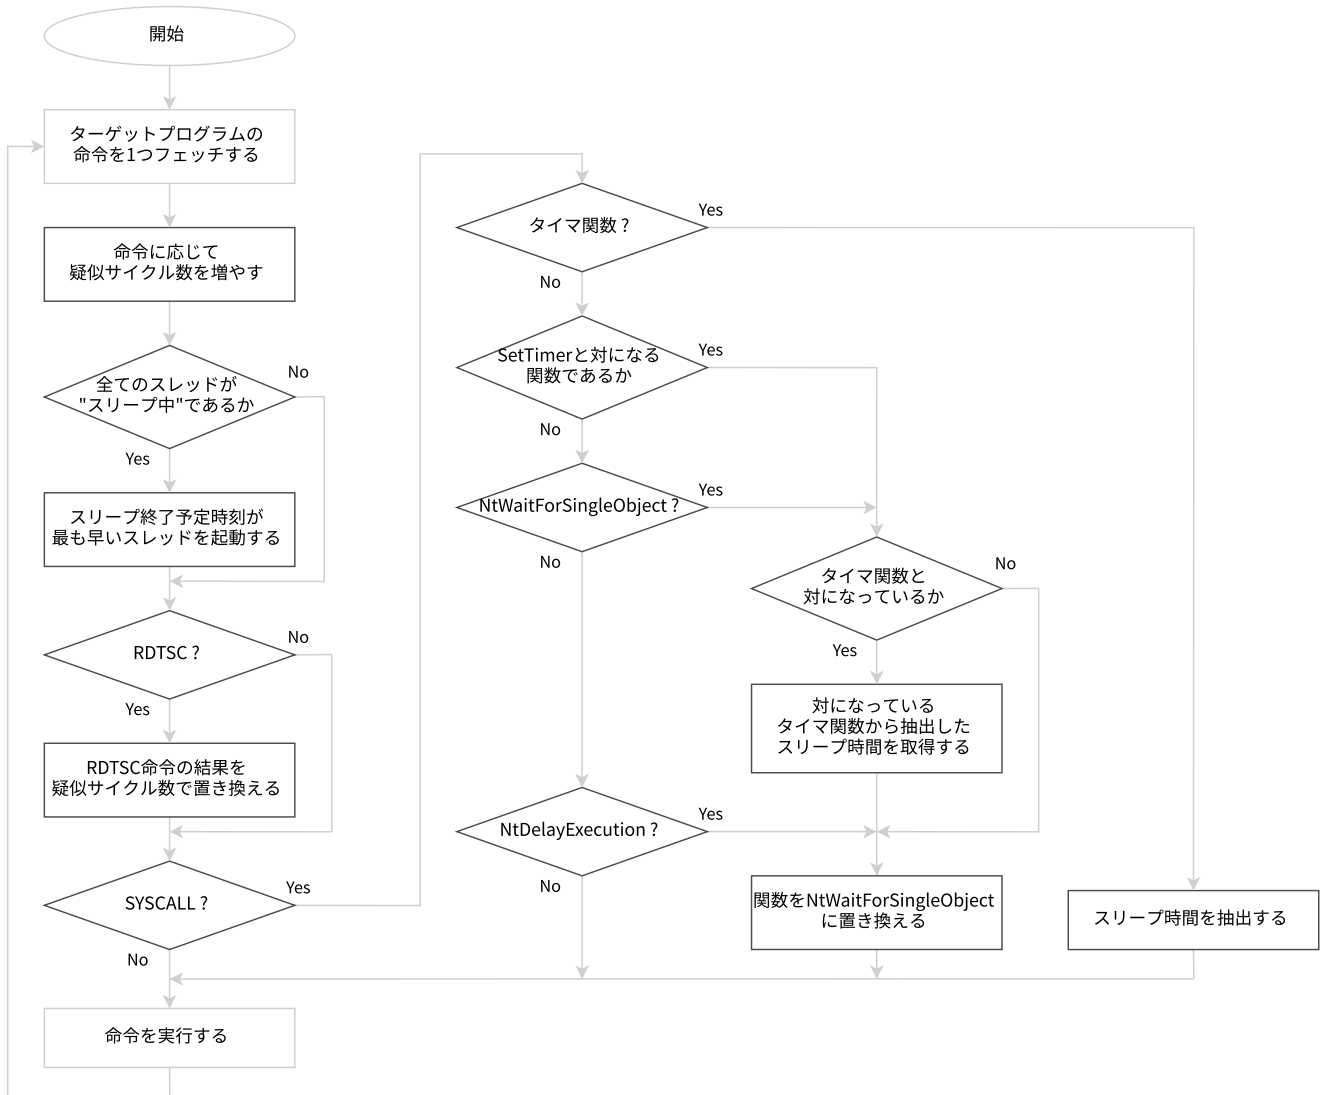 開始
ターゲットプログラムの
命令を1つフェッチする
命令に応じて
疑似サイクル数を増やす
全てのスレッドが
"スリープ中"であるか
No
Yes
スリープ終了予定時刻が
最も早いスレッドを起動する
RDTSC ?
No
Yes
RDTSC命令の結果を
疑似サイクル数で置き換える
SYSCALL ?
Yes
No
命令を実行する
タイマ関数 ?
Yes
No
SetTimerと対になる
関数であるか
Yes
No
NtWaitForSingleObject ?
Yes
No
タイマ関数と
対になっているか
No
Yes
対になっている
タイマ関数から抽出した
スリープ時間を取得する
NtDelayExecution ?
Yes
No
関数をNtWaitForSingleObject
に置き換える
スリープ時間を抽出する